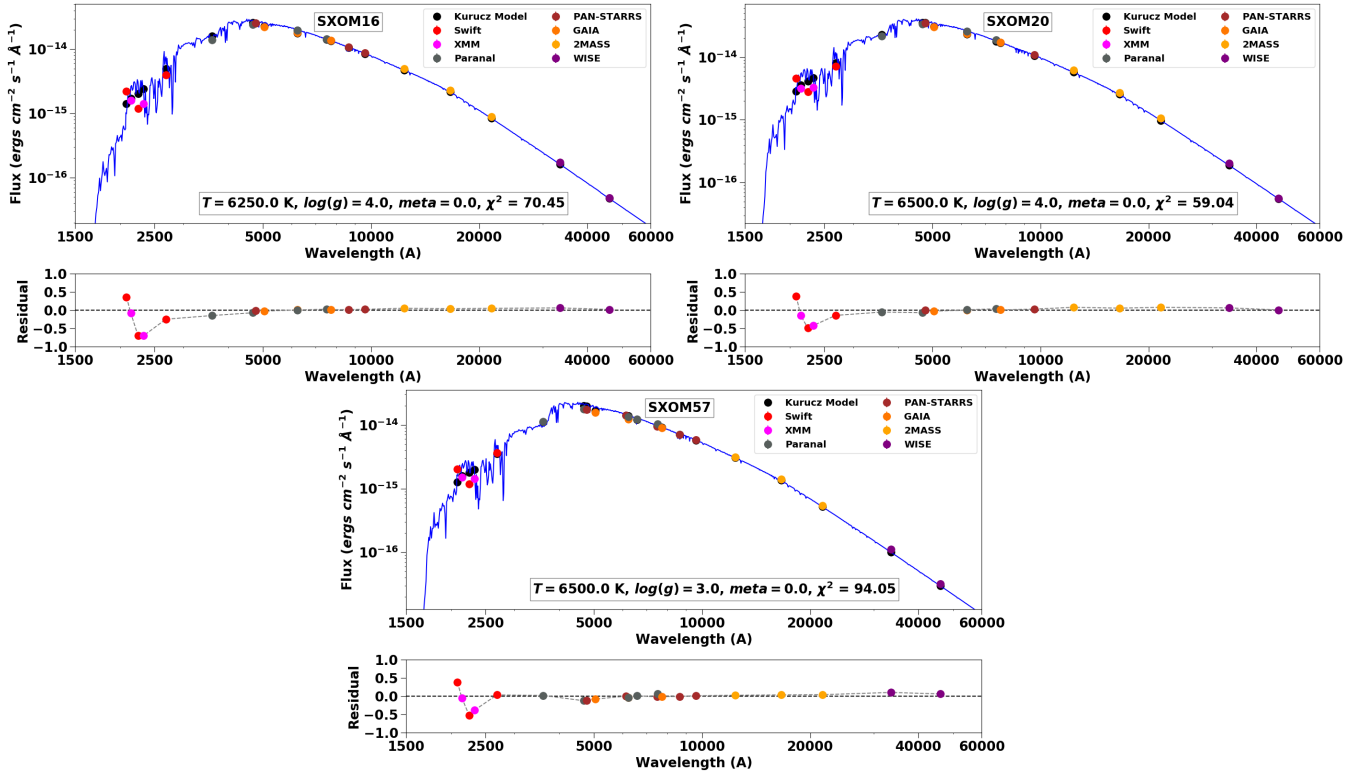 SXOM16
Kurucz Model
Swift
XMM
Paranal
PAN-STARRS
GAIA
2MASS
WISE
Flux (ergs cm⁻² s⁻¹ Å⁻¹)
10⁻¹⁴
10⁻¹⁵
10⁻¹⁶
T = 6250.0 K, log(g) = 4.0, meta = 0.0, χ² = 70.45
1500 2500 5000 10000 20000 40000 60000
Wavelength (A)
Residual
1.0
0.5
0.0
−0.5
−1.0
1500 2500 5000 10000 20000 40000 60000
Wavelength (A)
SXOM20
Kurucz Model
Swift
XMM
Paranal
PAN-STARRS
GAIA
2MASS
WISE
Flux (ergs cm⁻² s⁻¹ Å⁻¹)
10⁻¹⁴
10⁻¹⁵
10⁻¹⁶
T = 6500.0 K, log(g) = 4.0, meta = 0.0, χ² = 59.04
1500 2500 5000 10000 20000 40000 60000
Wavelength (A)
Residual
1.0
0.5
0.0
−0.5
−1.0
1500 2500 5000 10000 20000 40000 60000
Wavelength (A)
SXOM57
Kurucz Model
Swift
XMM
Paranal
PAN-STARRS
GAIA
2MASS
WISE
Flux (ergs cm⁻² s⁻¹ Å⁻¹)
10⁻¹⁴
10⁻¹⁵
10⁻¹⁶
T = 6500.0 K, log(g) = 3.0, meta = 0.0, χ² = 94.05
1500 2500 5000 10000 20000 40000 60000
Wavelength (A)
Residual
1.0
0.5
0.0
−0.5
−1.0
1500 2500 5000 10000 20000 40000 60000
Wavelength (A)